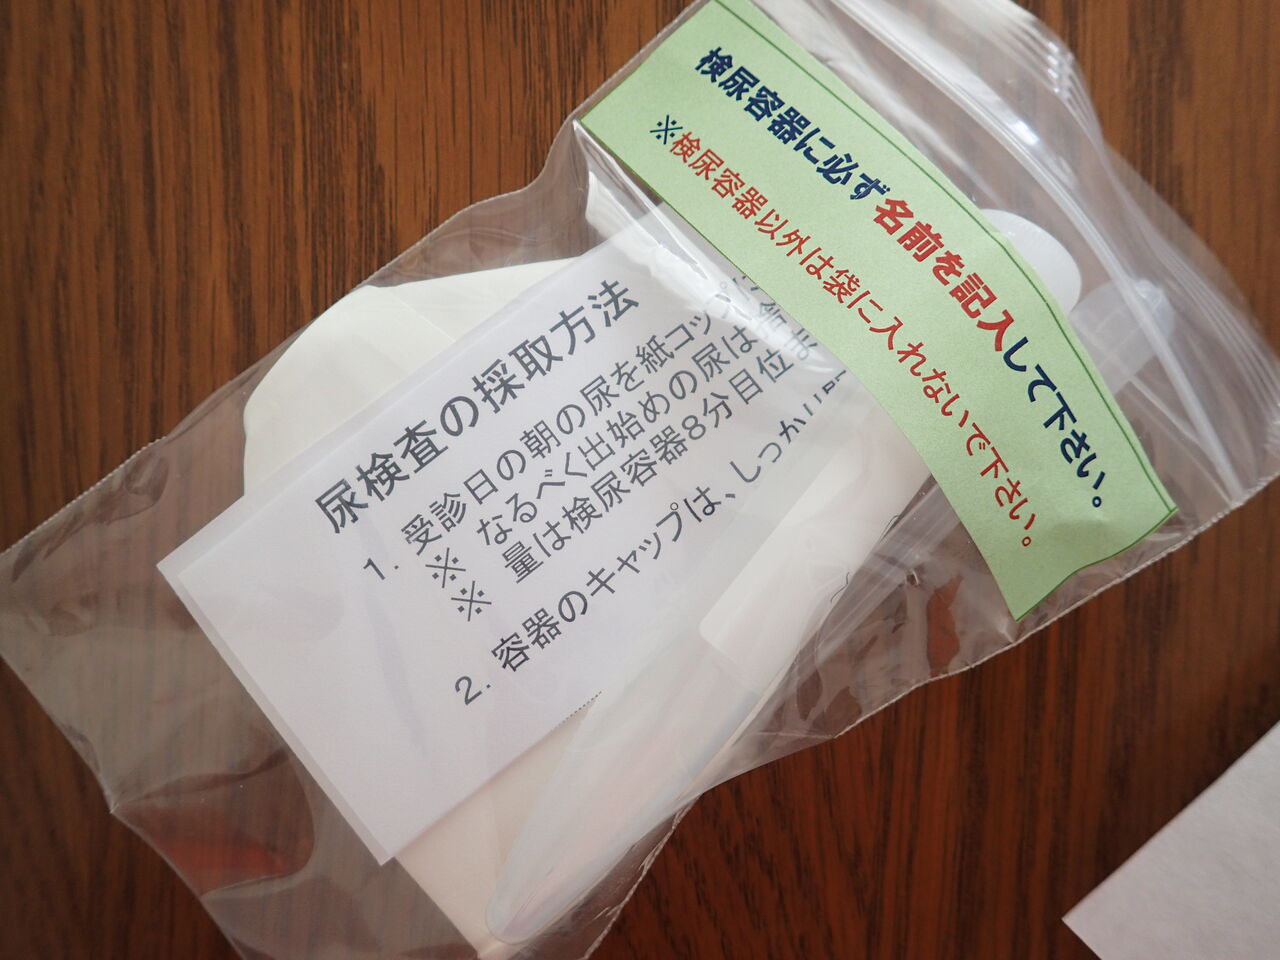 検尿容器に必ず名前を記入して下さい。
※検尿容器以外は袋に入れないで下さい。
尿検査の採取方法
1. 受診日の朝の尿を紙コップ
※ なるべく出始めの尿は
※ 量は検尿容器8分目位ま
2. 容器のキャップは、しっか